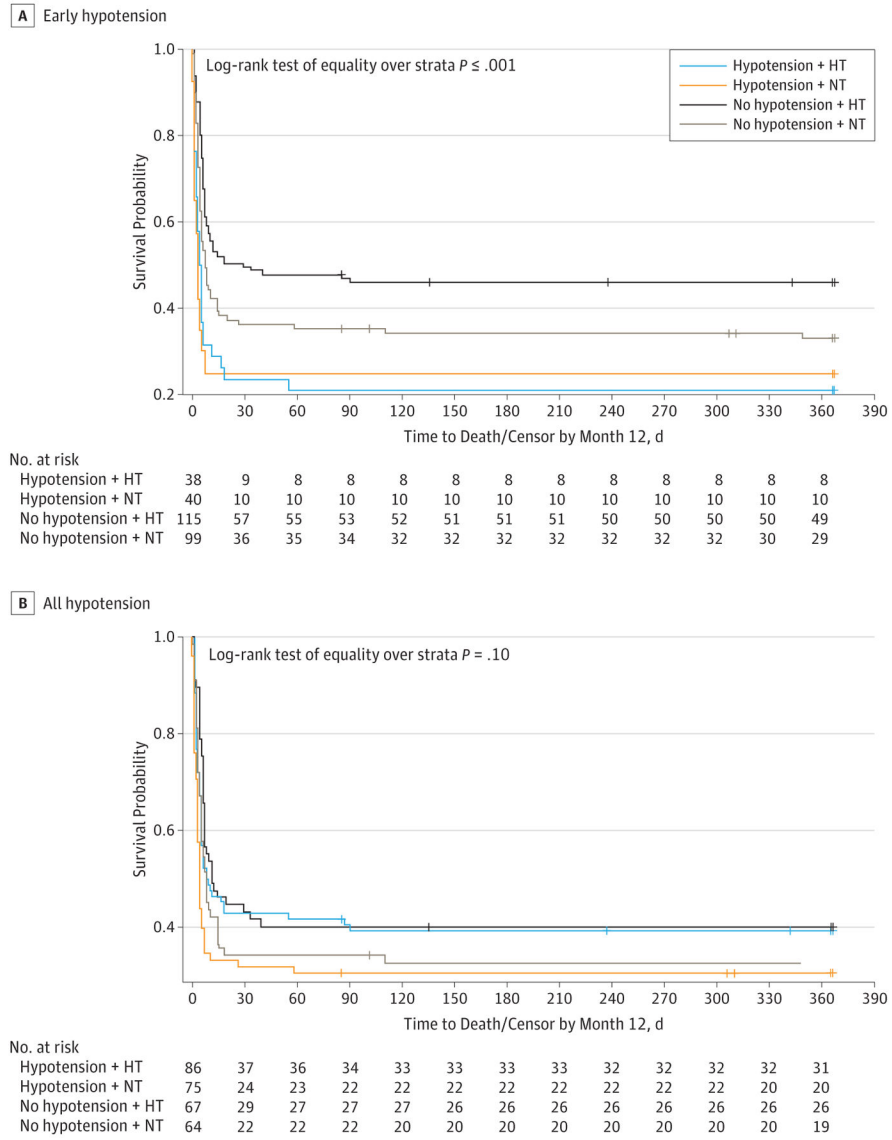 A Early hypotension
1.0
0.8
0.6
0.4
0.2
Survival Probability
Log-rank test of equality over strata P ≤ .001
Hypotension + HT
Hypotension + NT
No hypotension + HT
No hypotension + NT
0 30 60 90 120 150 180 210 240 270 300 330 360 390
Time to Death/Censor by Month 12, d
No. at risk
Hypotension + HT 38 9 8 8 8 8 8 8 8 8 8 8 8
Hypotension + NT 40 10 10 10 10 10 10 10 10 10 10 10 10
No hypotension + HT 115 57 55 53 52 51 51 51 50 50 50 50 49
No hypotension + NT 99 36 35 34 32 32 32 32 32 32 32 30 29
B All hypotension
1.0
0.8
0.6
0.4
Survival Probability
Log-rank test of equality over strata P = .10
0 30 60 90 120 150 180 210 240 270 300 330 360 390
Time to Death/Censor by Month 12, d
No. at risk
Hypotension + HT 86 37 36 34 33 33 33 33 32 32 32 32 31
Hypotension + NT 75 24 23 22 22 22 22 22 22 22 22 20 20
No hypotension + HT 67 29 27 27 27 26 26 26 26 26 26 26 26
No hypotension + NT 64 22 22 22 20 20 20 20 20 20 20 20 19